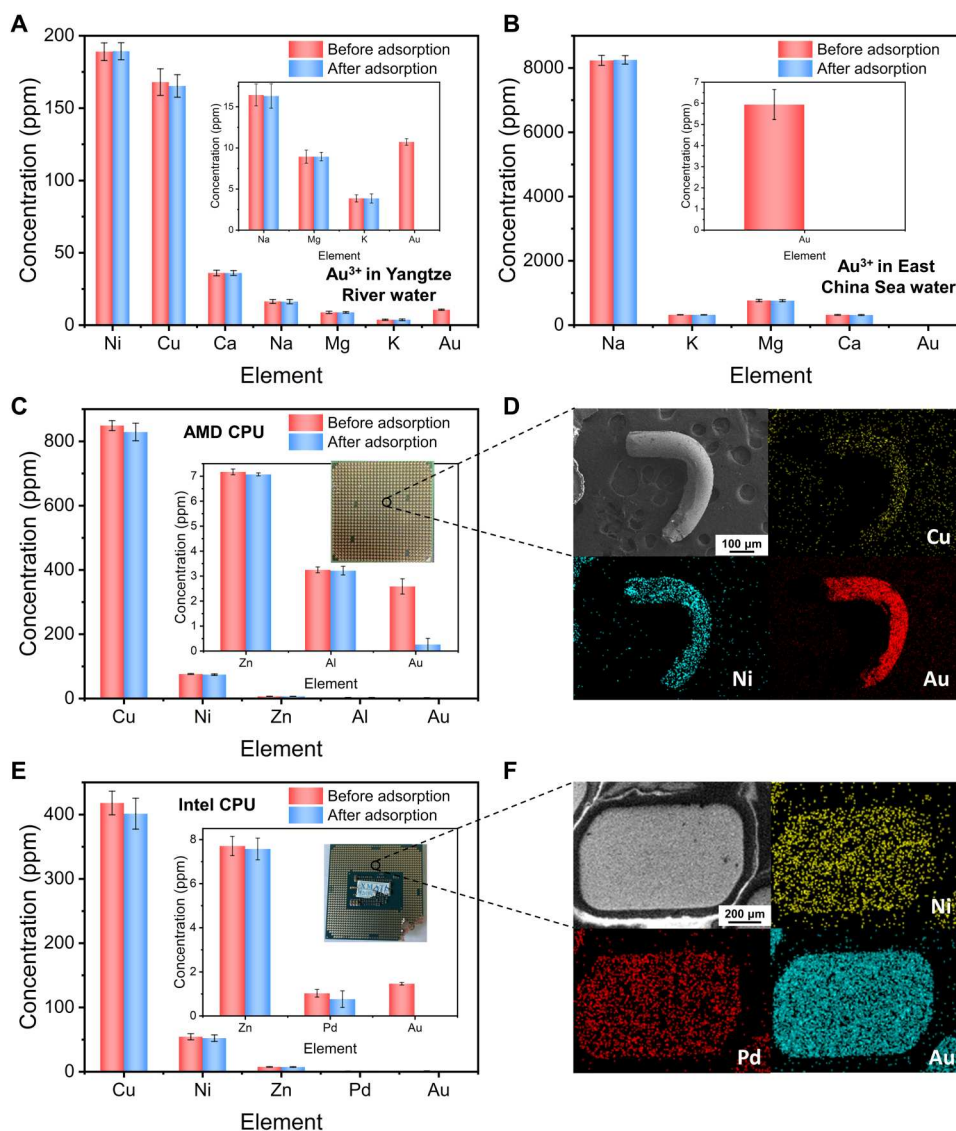 A
Concentration (ppm)
200
150
100
50
0
Before adsorption
After adsorption
Concentration (ppm)
15
10
5
0
Na Mg K Au
Element
Au³⁺ in Yangtze
River water
Ni Cu Ca Na Mg K Au
Element
B
Concentration (ppm)
8000
6000
4000
2000
0
Before adsorption
After adsorption
Concentration (ppm)
7
6
5
4
3
2
1
0
Au
Element
Au³⁺ in East
China Sea water
Na K Mg Ca Au
Element
C
Concentration (ppm)
800
600
400
200
0
AMD CPU
Before adsorption
After adsorption
Concentration (ppm)
7
6
5
4
3
2
1
0
Zn Al Au
Element
Cu Ni Zn Al Au
Element
D
100 µm
Cu
Ni
Au
E
Concentration (ppm)
400
300
200
100
0
Intel CPU
Before adsorption
After adsorption
Concentration (ppm)
8
6
4
2
0
Zn Pd Au
Element
Cu Ni Zn Pd Au
Element
F
200 µm
Ni
Pd
Au